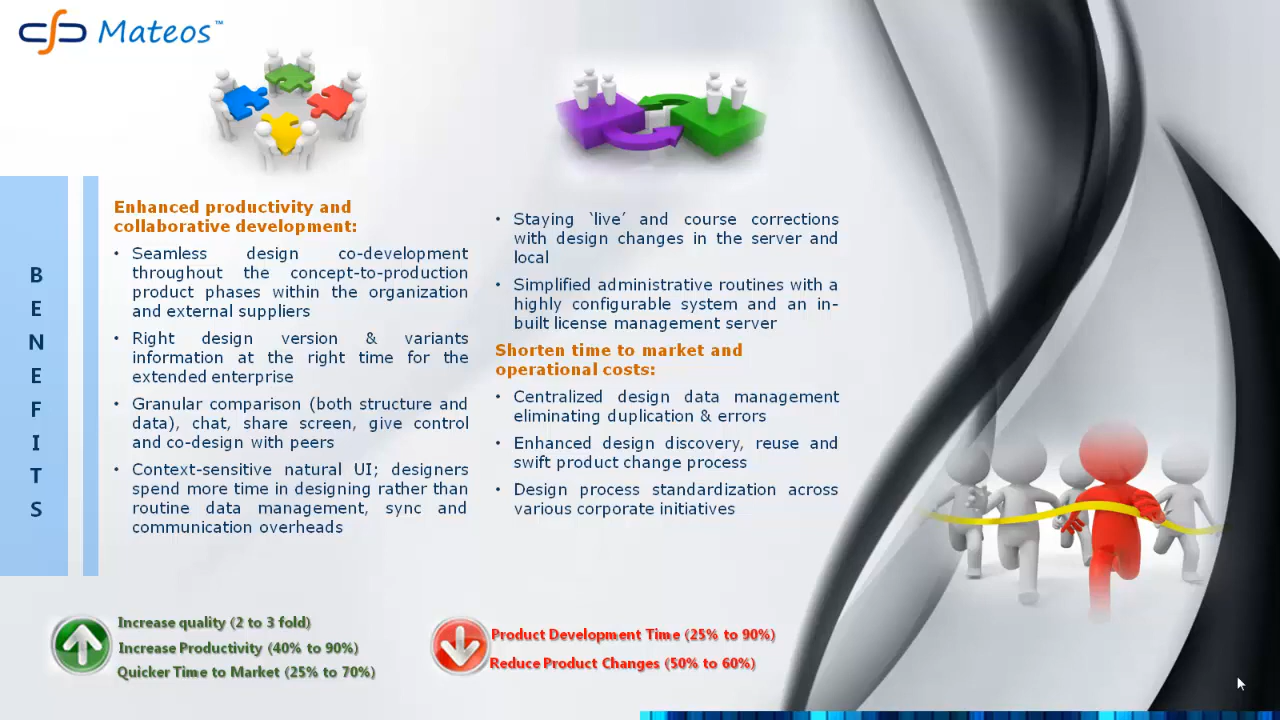 Mateos™
BENEFITS
Enhanced productivity and
collaborative development:
• Seamless design co-development
throughout the concept-to-production
product phases within the organization
and external suppliers
• Right design version & variants
information at the right time for the
extended enterprise
• Granular comparison (both structure and
data), chat, share screen, give control
and co-design with peers
• Context-sensitive natural UI; designers
spend more time in designing rather than
routine data management, sync and
communication overheads
• Staying ‘live’ and course corrections
with design changes in the server and
local
• Simplified administrative routines with a
highly configurable system and an in-
built license management server
Shorten time to market and
operational costs:
• Centralized design data management
eliminating duplication & errors
• Enhanced design discovery, reuse and
swift product change process
• Design process standardization across
various corporate initiatives
Increase quality (2 to 3 fold)
Increase Productivity (40% to 90%)
Quicker Time to Market (25% to 70%)
Product Development Time (25% to 90%)
Reduce Product Changes (50% to 60%)